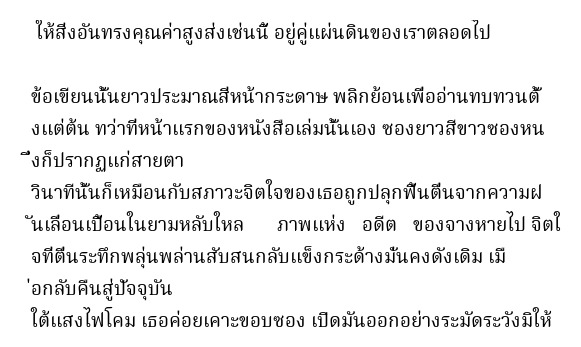 ให้สิ่งอันทรงคุณค่าสูงส่งเช่นนี้ อยู่คู่แผ่นดินของเราตลอดไป
ข้อเขียนนั้นยาวประมาณสี่หน้ากระดาษ พลิกย้อนเพื่ออ่านทบทวนตั้
งแต่ต้น ทว่าที่หน้าแรกของหนังสือเล่มนั้นเอง ซองยาวสีขาวซองหน
ึ่งก็ปรากฏแก่สายตา
วินาทีนั้นก็เหมือนกับสภาวะจิตใจของเธอถูกปลุกฟื้นตื่นจากความฝ
ันเลือนเปื้อนในยามหลับใหล ภาพแห่ง อดีต ของจางหายไป จิตใ
จที่ตื่นระทึกพลุ่นพล่านสับสนกลับแข็งกระด้างมั่นคงดังเดิม เมื
่อกลับคืนสู่ปัจจุบัน
ใต้แสงไฟโคม เธอค่อยเคาะขอบซอง เปิดมันออกอย่างระมัดระวังมิให้